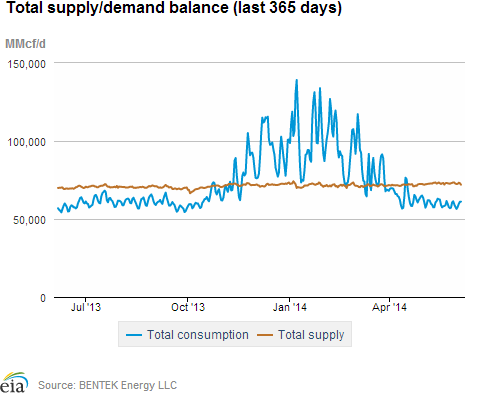 Total supply/demand balance (last 365 days)
MMcf/d
150,000
100,000
50,000
0
Jul '13 Oct '13 Jan '14 Apr '14
Total consumption Total supply
eia Source: BENTEK Energy LLC